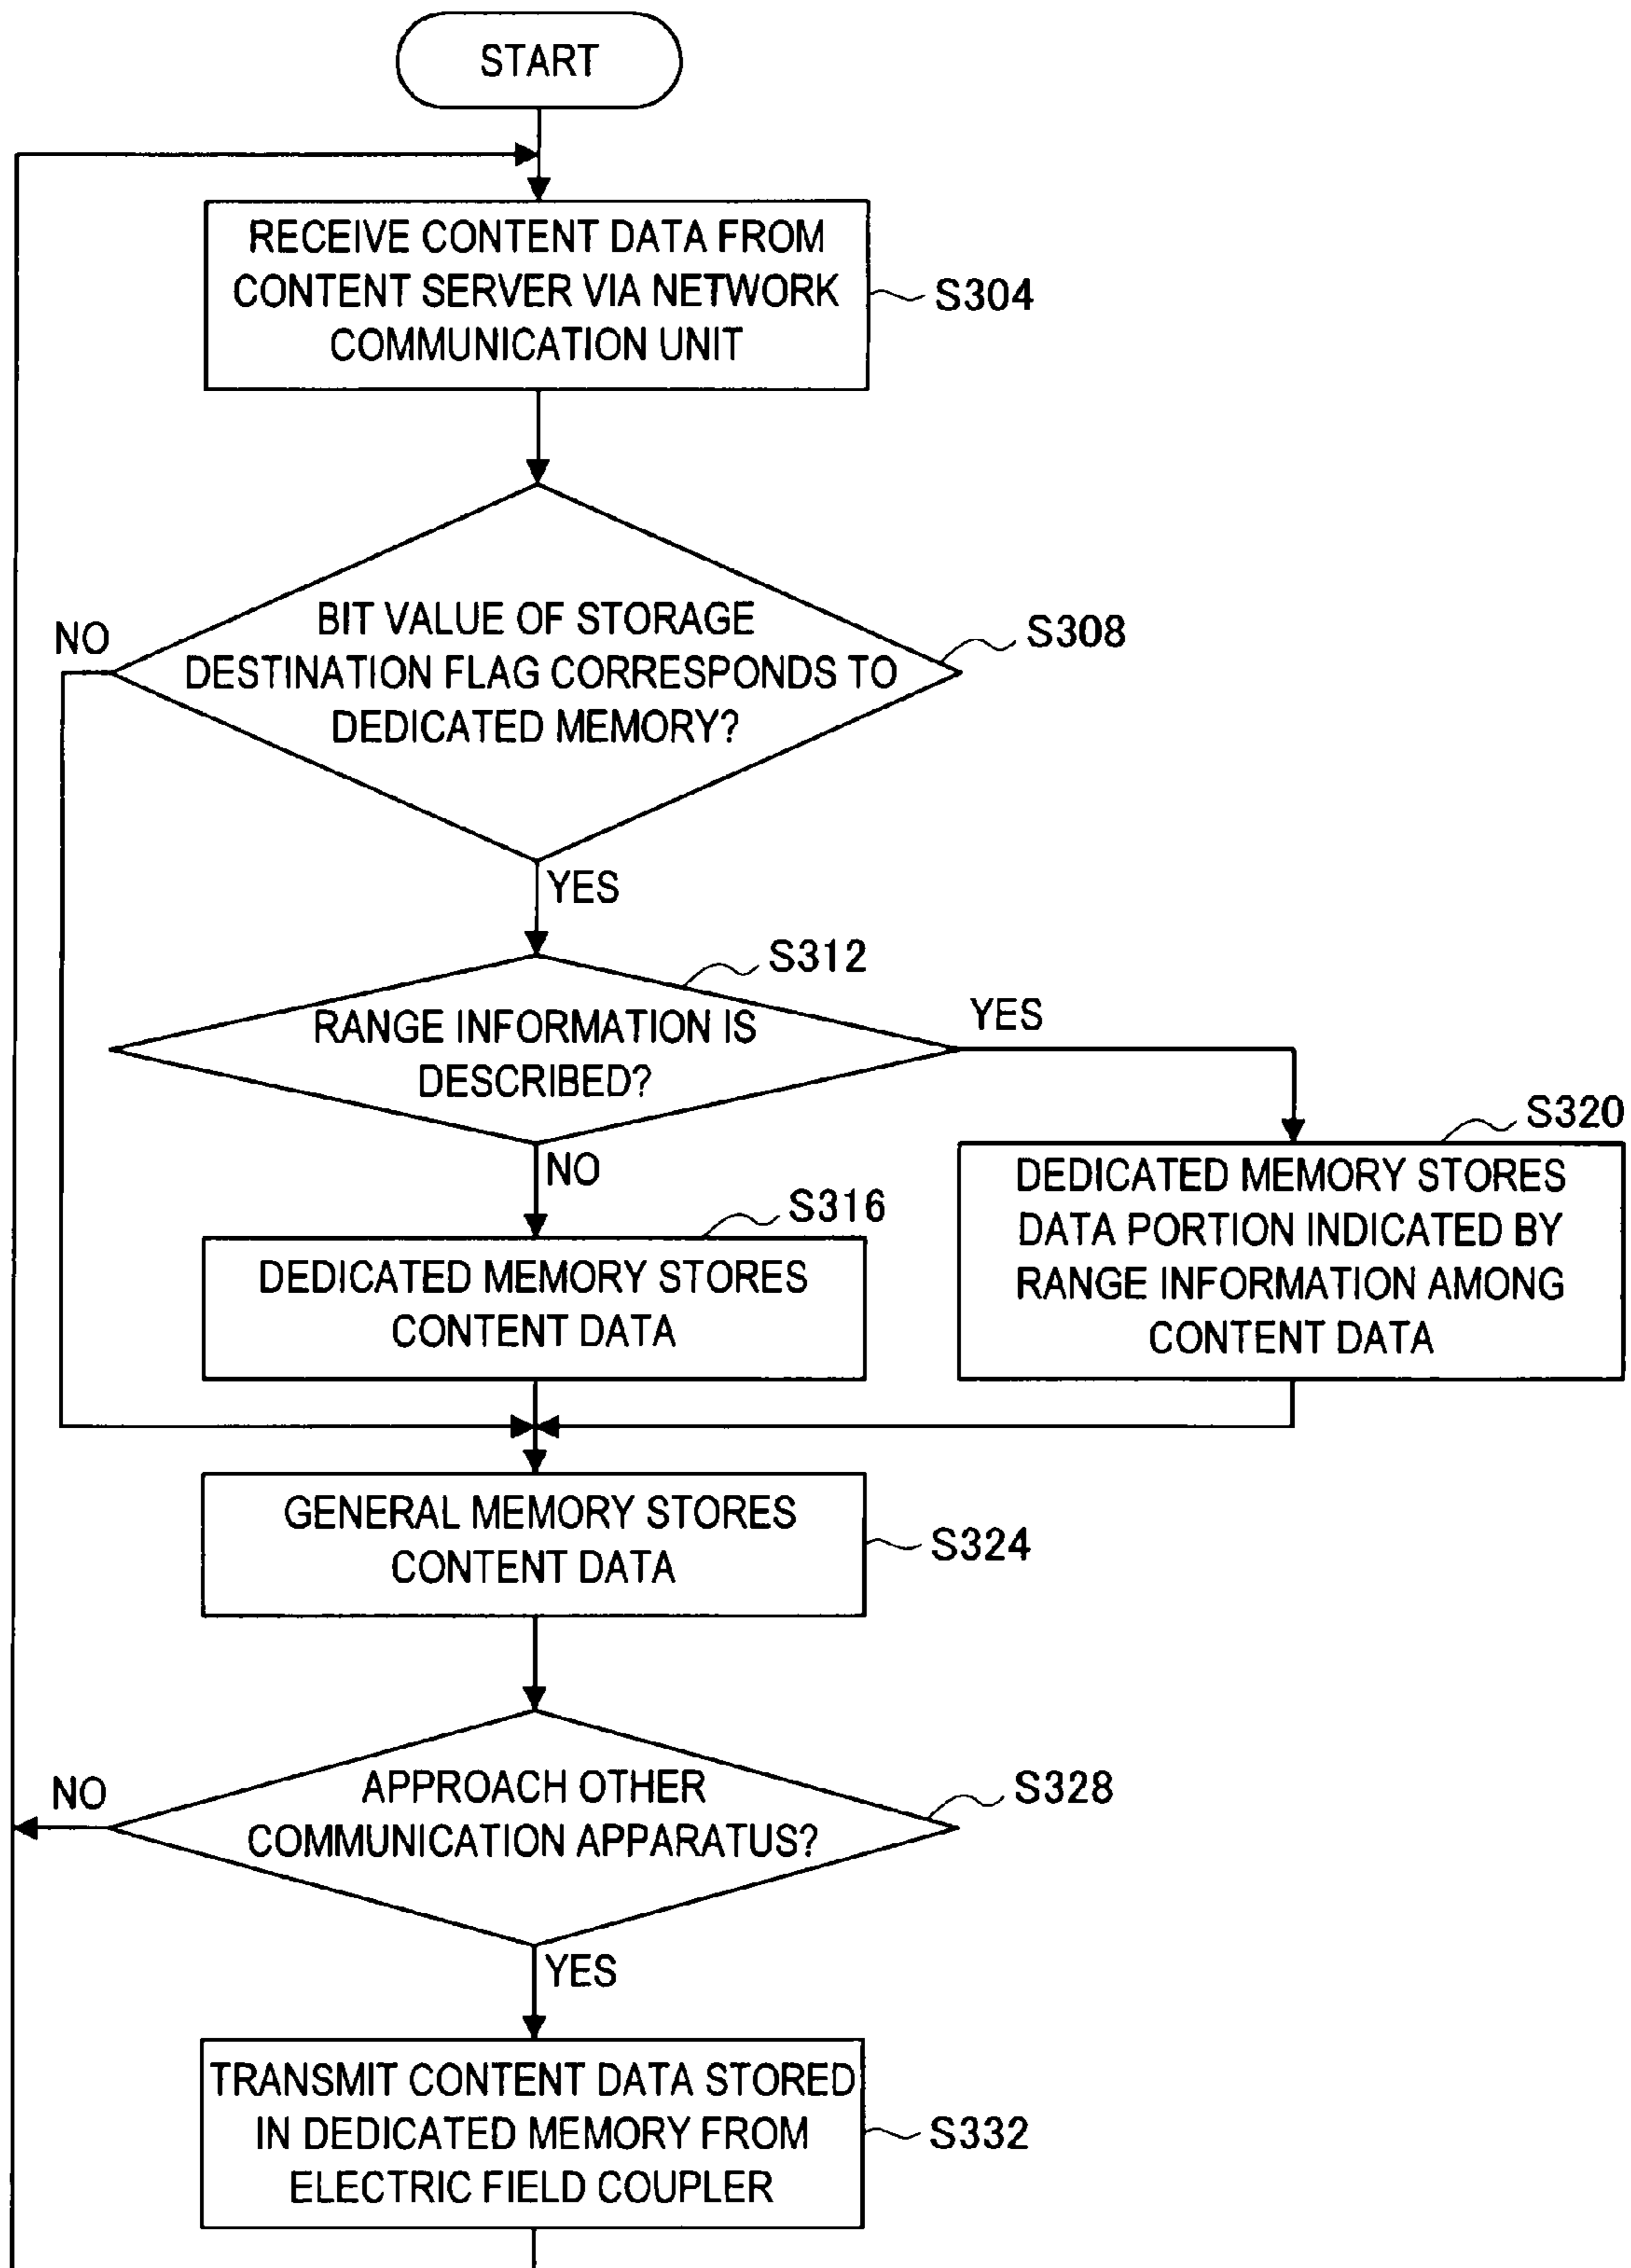 START
RECEIVE CONTENT DATA FROM
CONTENT SERVER VIA NETWORK
COMMUNICATION UNIT
S304
BIT VALUE OF STORAGE
DESTINATION FLAG CORRESPONDS TO
DEDICATED MEMORY?
S308
NO
YES
S312
RANGE INFORMATION IS
DESCRIBED?
YES
NO
S316
DEDICATED MEMORY STORES
CONTENT DATA
S320
DEDICATED MEMORY STORES
DATA PORTION INDICATED BY
RANGE INFORMATION AMONG
CONTENT DATA
GENERAL MEMORY STORES
CONTENT DATA
S324
APPROACH OTHER
COMMUNICATION APPARATUS?
S328
NO
YES
TRANSMIT CONTENT DATA STORED
IN DEDICATED MEMORY FROM
ELECTRIC FIELD COUPLER
S332